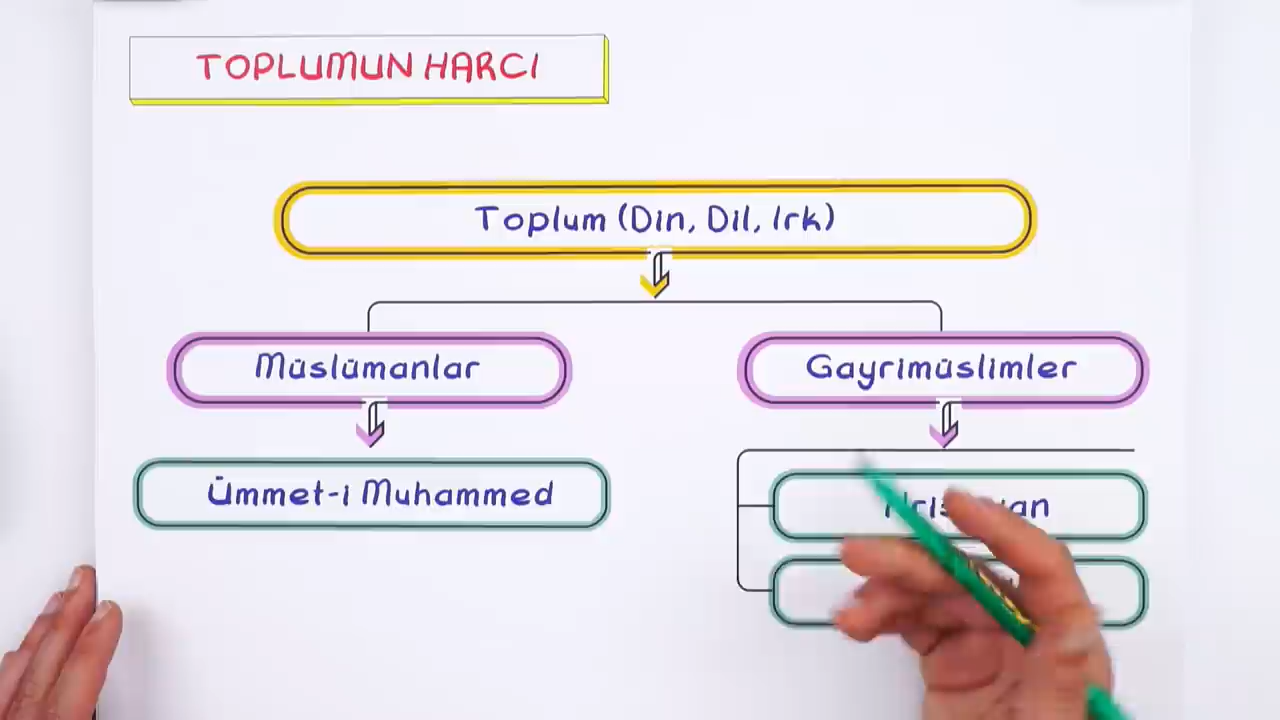 TOPLUMUN HARCI
Toplum (Din, Dil, Irk)
Müslümanlar
Gayrimüslimler
Ümmet-i Muhammed